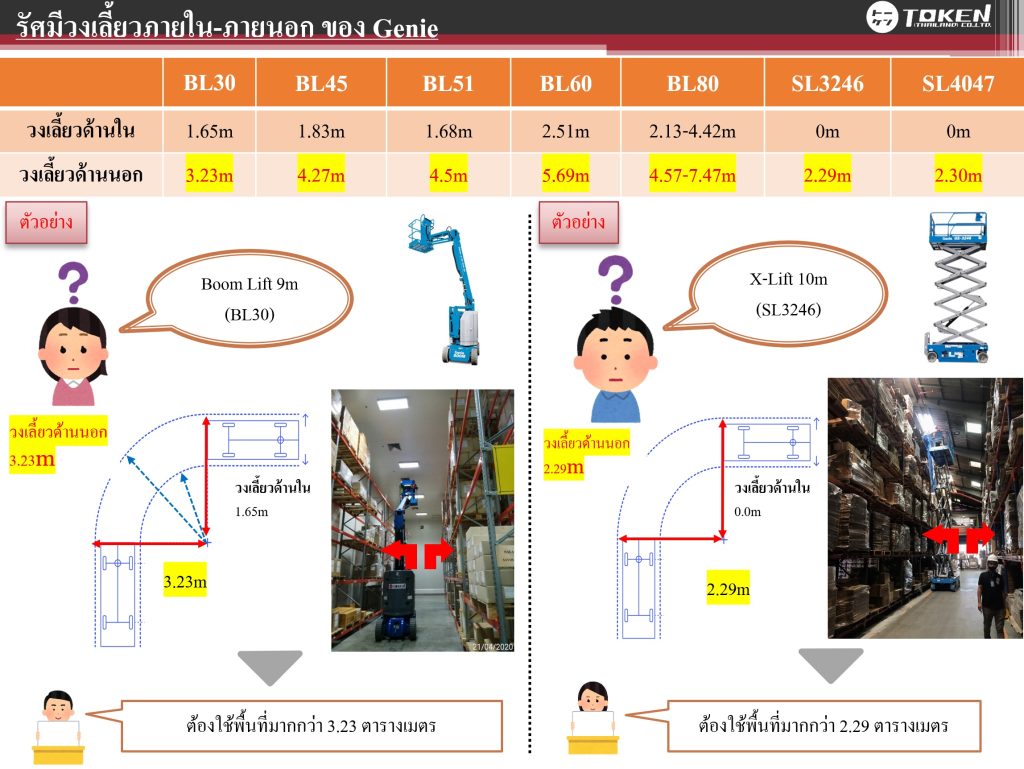 รัศมีวงเลี้ยวภายใน-ภายนอก ของ Genie
TOKEN
(THAILAND) CO.,LTD.
BL30 BL45 BL51 BL60 BL80 SL3246 SL4047
วงเลี้ยวด้านใน 1.65m 1.83m 1.68m 2.51m 2.13-4.42m 0m 0m
วงเลี้ยวด้านนอก 3.23m 4.27m 4.5m 5.69m 4.57-7.47m 2.29m 2.30m
ตัวอย่าง
Boom Lift 9m
(BL30)
Genie
วงเลี้ยวด้านนอก
3.23m
วงเลี้ยวด้านใน
1.65m
3.23m
21/04/2020
ต้องใช้พื้นที่มากกว่า 3.23 ตารางเมตร
ตัวอย่าง
X-Lift 10m
(SL3246)
Genie GS-3246
วงเลี้ยวด้านนอก
2.29m
วงเลี้ยวด้านใน
0.0m
2.29m
ต้องใช้พื้นที่มากกว่า 2.29 ตารางเมตร